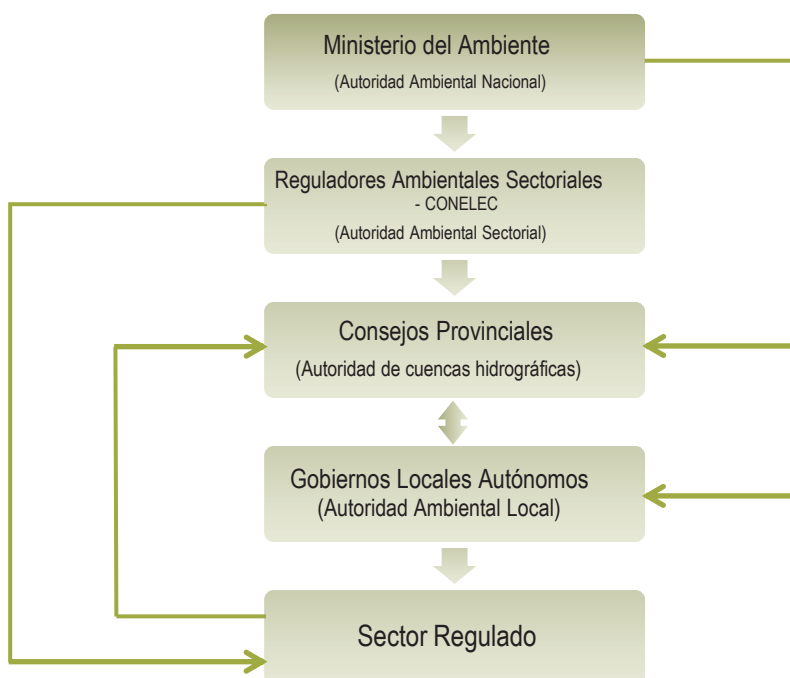 Ministerio del Ambiente
(Autoridad Ambiental Nacional)
Reguladores Ambientales Sectoriales
- CONELEC
(Autoridad Ambiental Sectorial)
Consejos Provinciales
(Autoridad de cuencas hidrográficas)
Gobiernos Locales Autónomos
(Autoridad Ambiental Local)
Sector Regulado